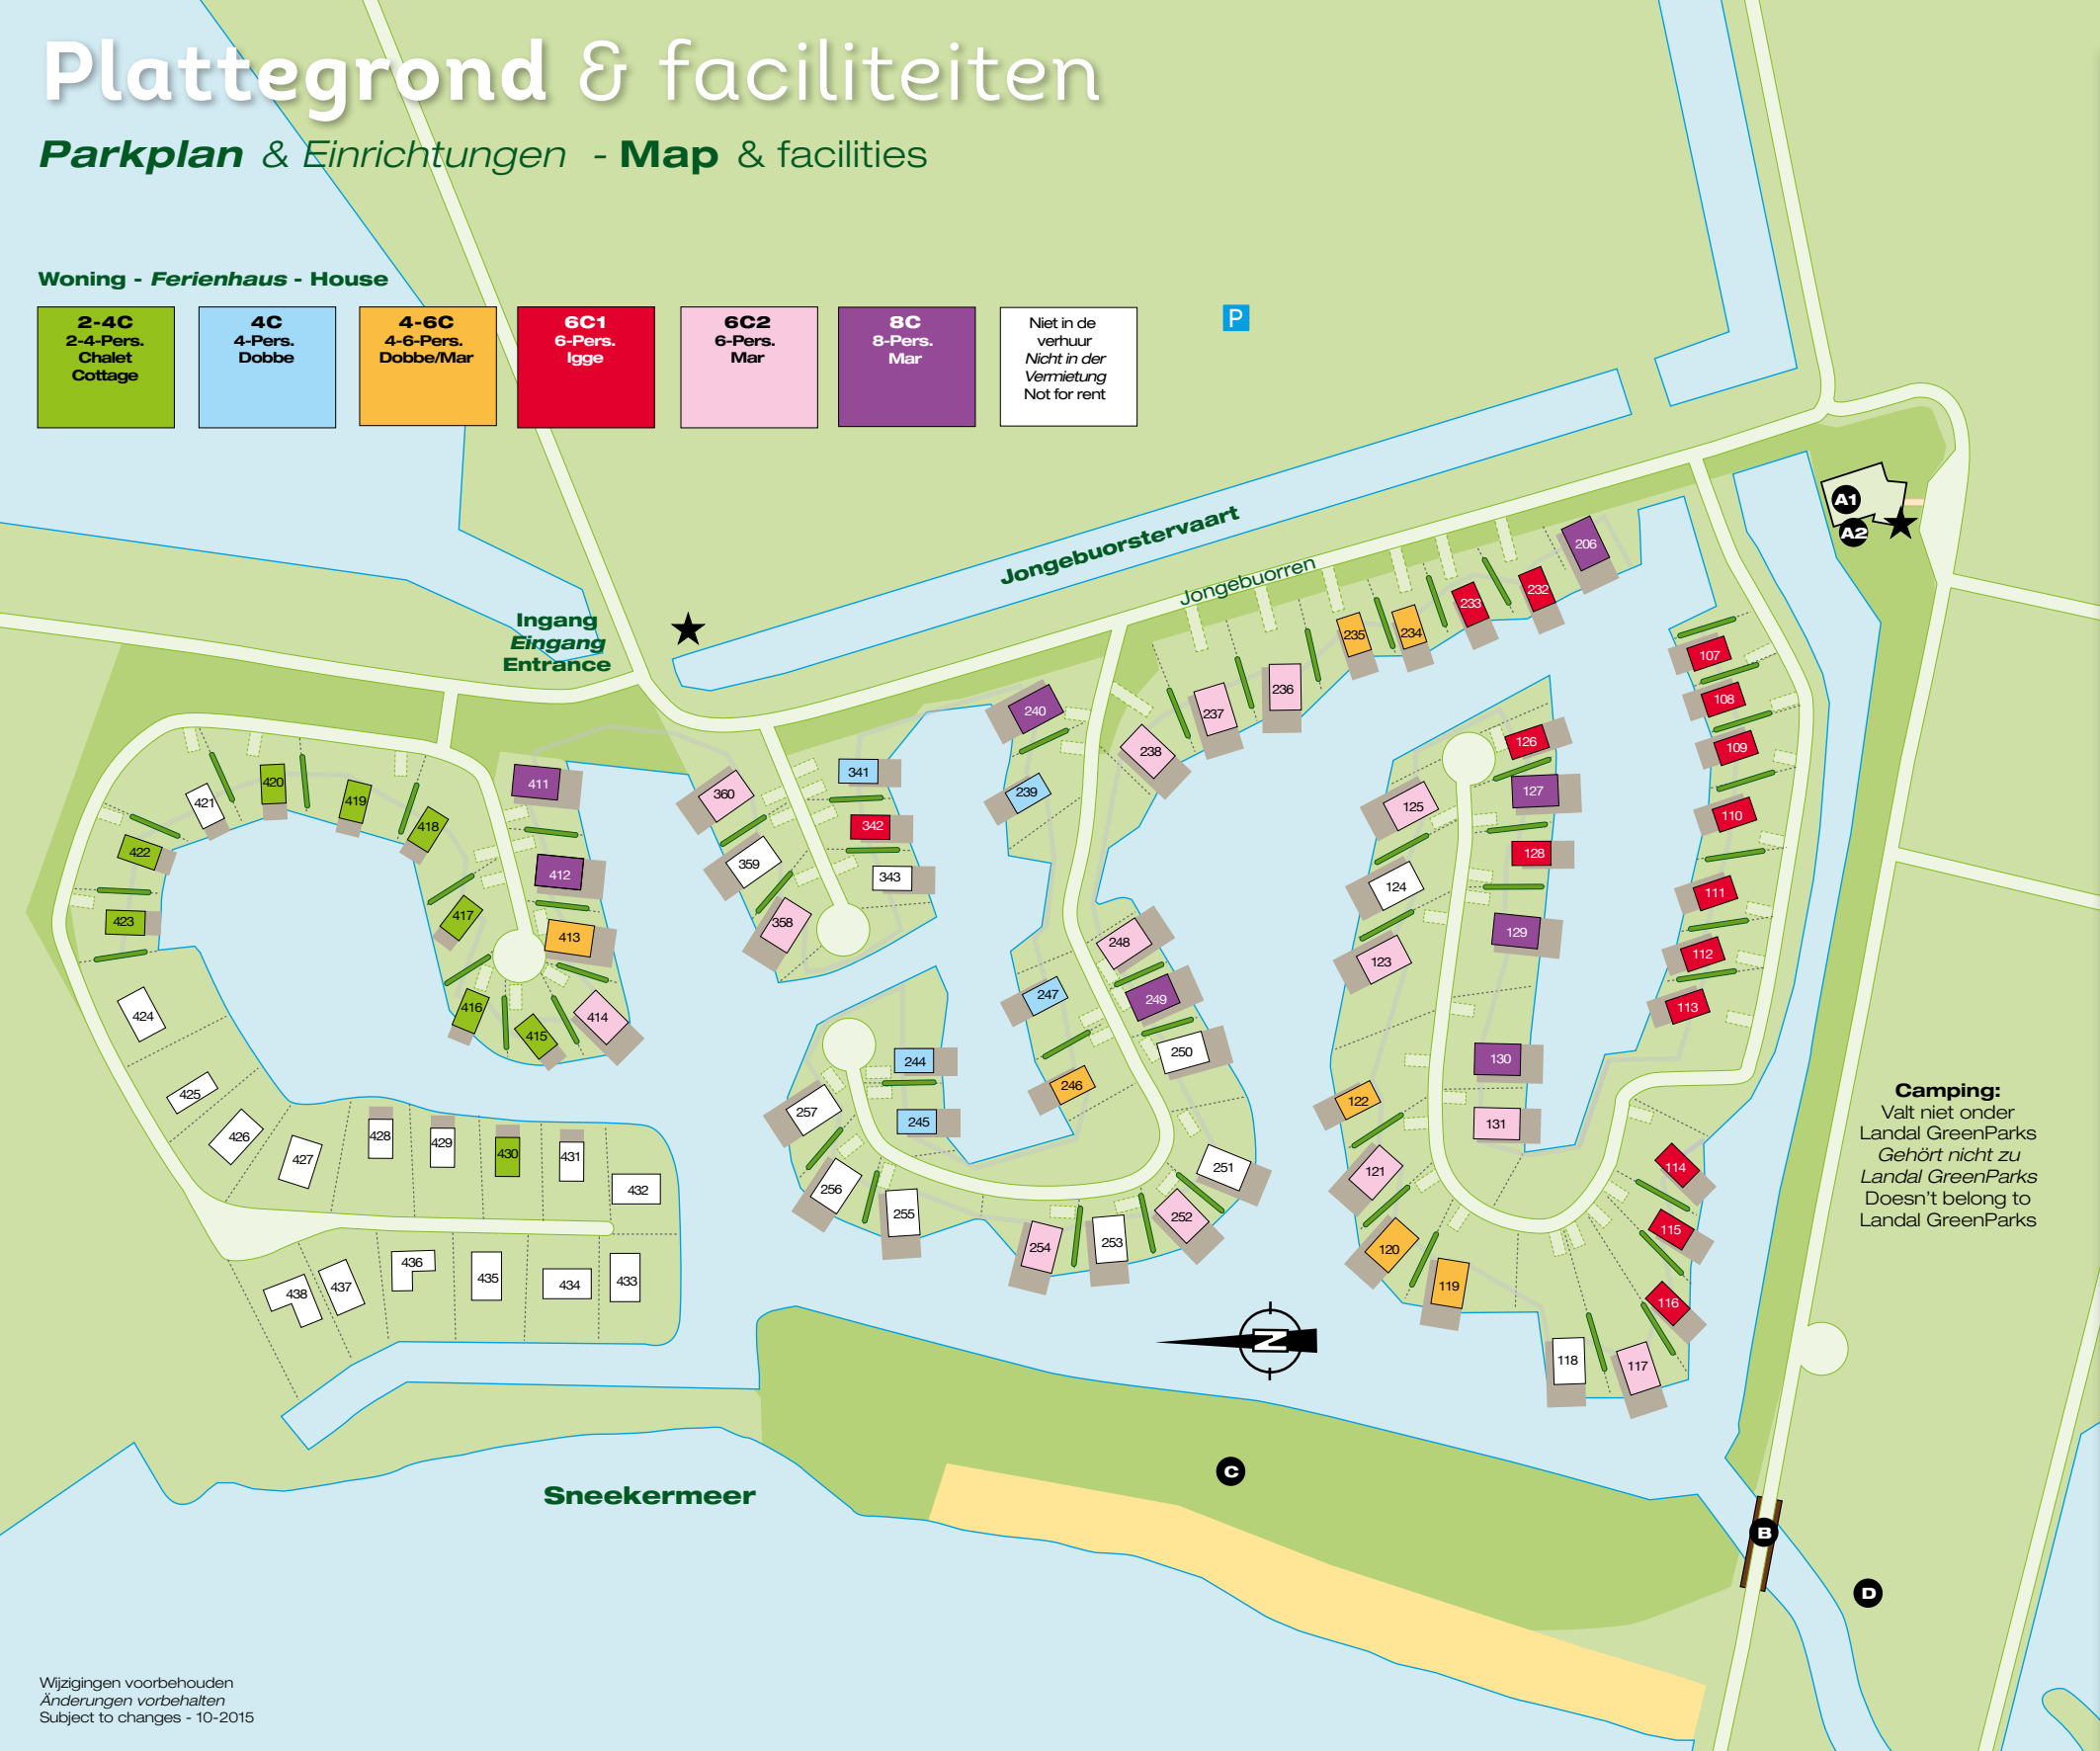 Plattegrond & faciliteiten
Parkplan & Einrichtungen - Map & facilities
Woning - Ferienhaus - House
2-4C
2-4-Pers.
Chalet
Cottage
4C
4-Pers.
Dobbe
4-6C
4-6-Pers.
Dobbe/Mar
6C1
6-Pers.
Igge
6C2
6-Pers.
Mar
8C
8-Pers.
Mar
Niet in de
verhuur
Nicht in der
Vermietung
Not for rent
P
A1
A2
Jongebuorstervaart
Jongebuorren
Ingang
Eingang
Entrance
206
232
233
234
235
236
237
238
239
240
107
108
109
110
111
112
113
114
115
116
117
118
119
120
121
122
123
124
125
126
127
128
129
130
131
341
342
343
358
359
360
244
245
246
247
248
249
250
251
252
253
254
255
256
257
411
412
413
414
415
416
417
418
419
420
421
422
423
424
425
426
427
428
429
430
431
432
433
434
435
436
437
438
Camping:
Valt niet onder
Landal GreenParks
Gehört nicht zu
Landal GreenParks
Doesn't belong to
Landal GreenParks
N
C
B
D
Sneekermeer
Wijzigingen voorbehouden
Änderungen vorbehalten
Subject to changes - 10-2015